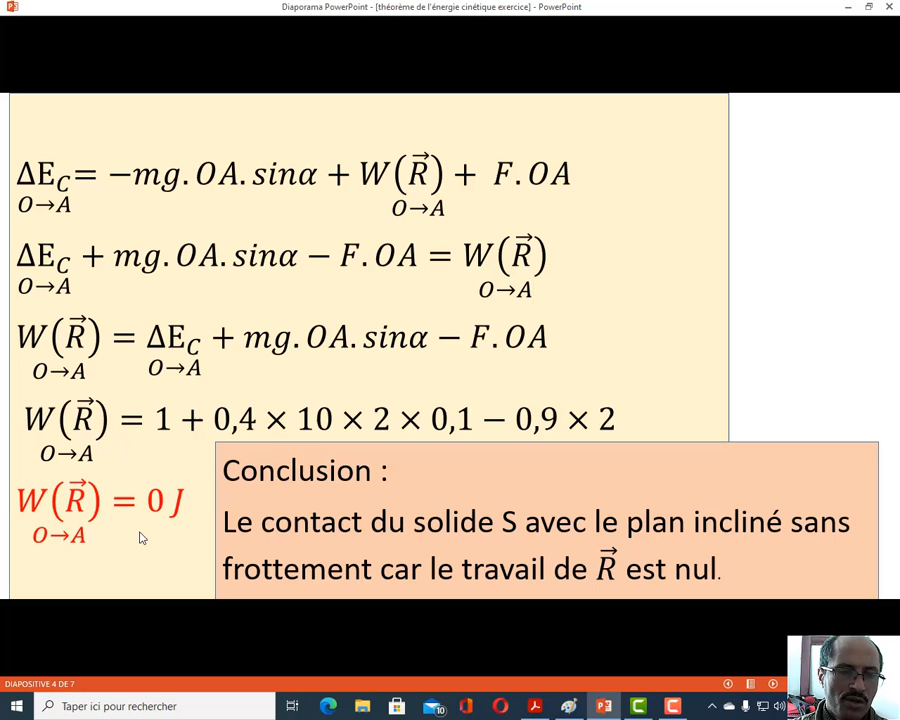 Diaporama PowerPoint - [théorème de l'énergie cinétique exercice] - PowerPoint
ΔE_C = −mg.OA.sinα + W(R⃗) + F.OA
O→A O→A
ΔE_C + mg.OA.sinα − F.OA = W(R⃗)
O→A O→A
W(R⃗) = ΔE_C + mg.OA.sinα − F.OA
O→A O→A
W(R⃗) = 1 + 0,4 × 10 × 2 × 0,1 − 0,9 × 2
O→A
W(R⃗) = 0 J
O→A
Conclusion :
Le contact du solide S avec le plan incliné sans
frottement car le travail de R⃗ est nul.
DIAPOSITIVE 4 DE 7
Taper ici pour rechercher
10